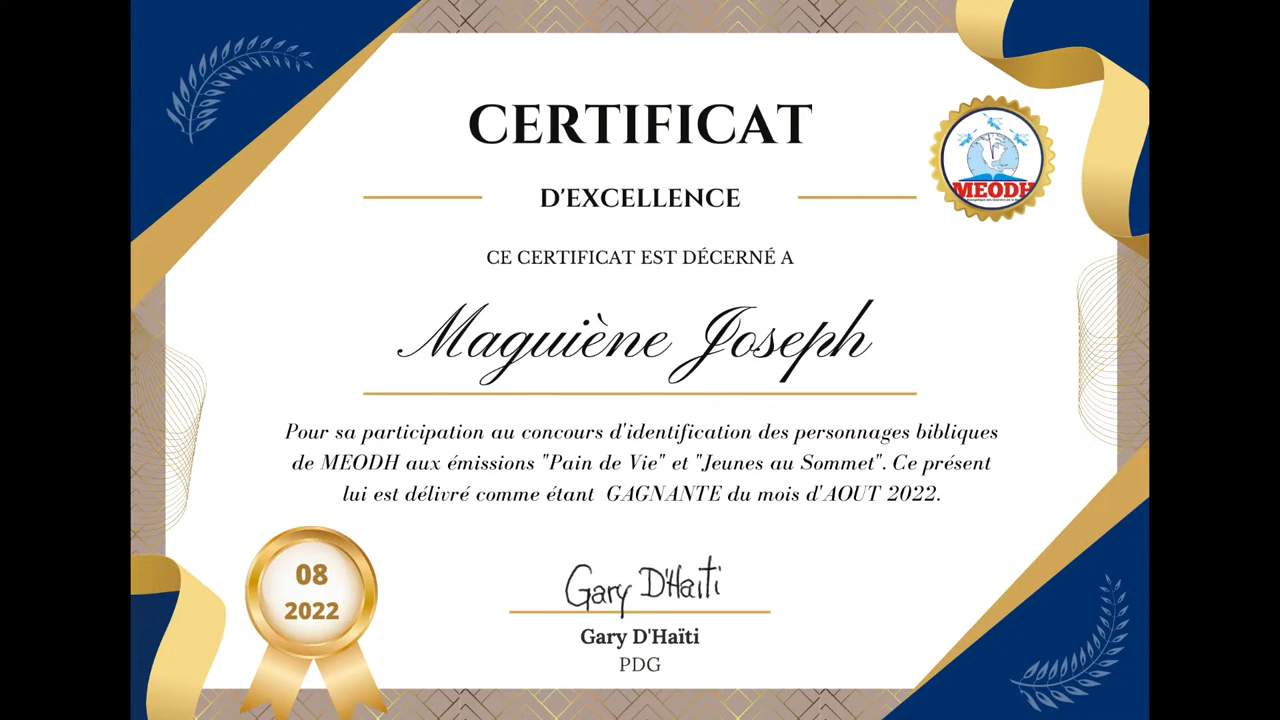 CERTIFICAT
D'EXCELLENCE
MEODH
CE CERTIFICAT EST DÉCERNÉ A
Maguiène Joseph
Pour sa participation au concours d'identification des personnages bibliques
de MEODH aux émissions "Pain de Vie" et "Jeunes au Sommet". Ce présent
lui est délivré comme étant GAGNANTE du mois d'AOUT 2022.
08
2022
Gary D'Haïti
Gary D'Haïti
PDG